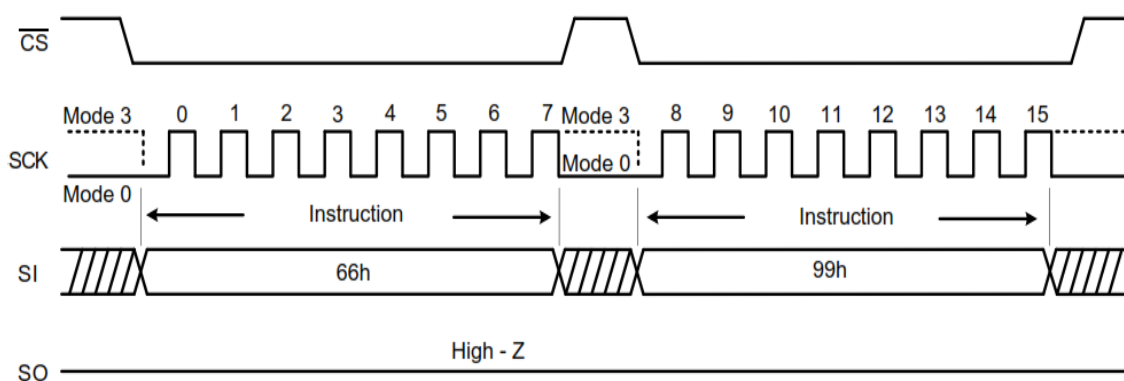 CS
Mode 3 0 1 2 3 4 5 6 7 Mode 3 8 9 10 11 12 13 14 15
SCK Mode 0
Mode 0
Instruction Instruction
SI 66h 99h
High - Z
SO